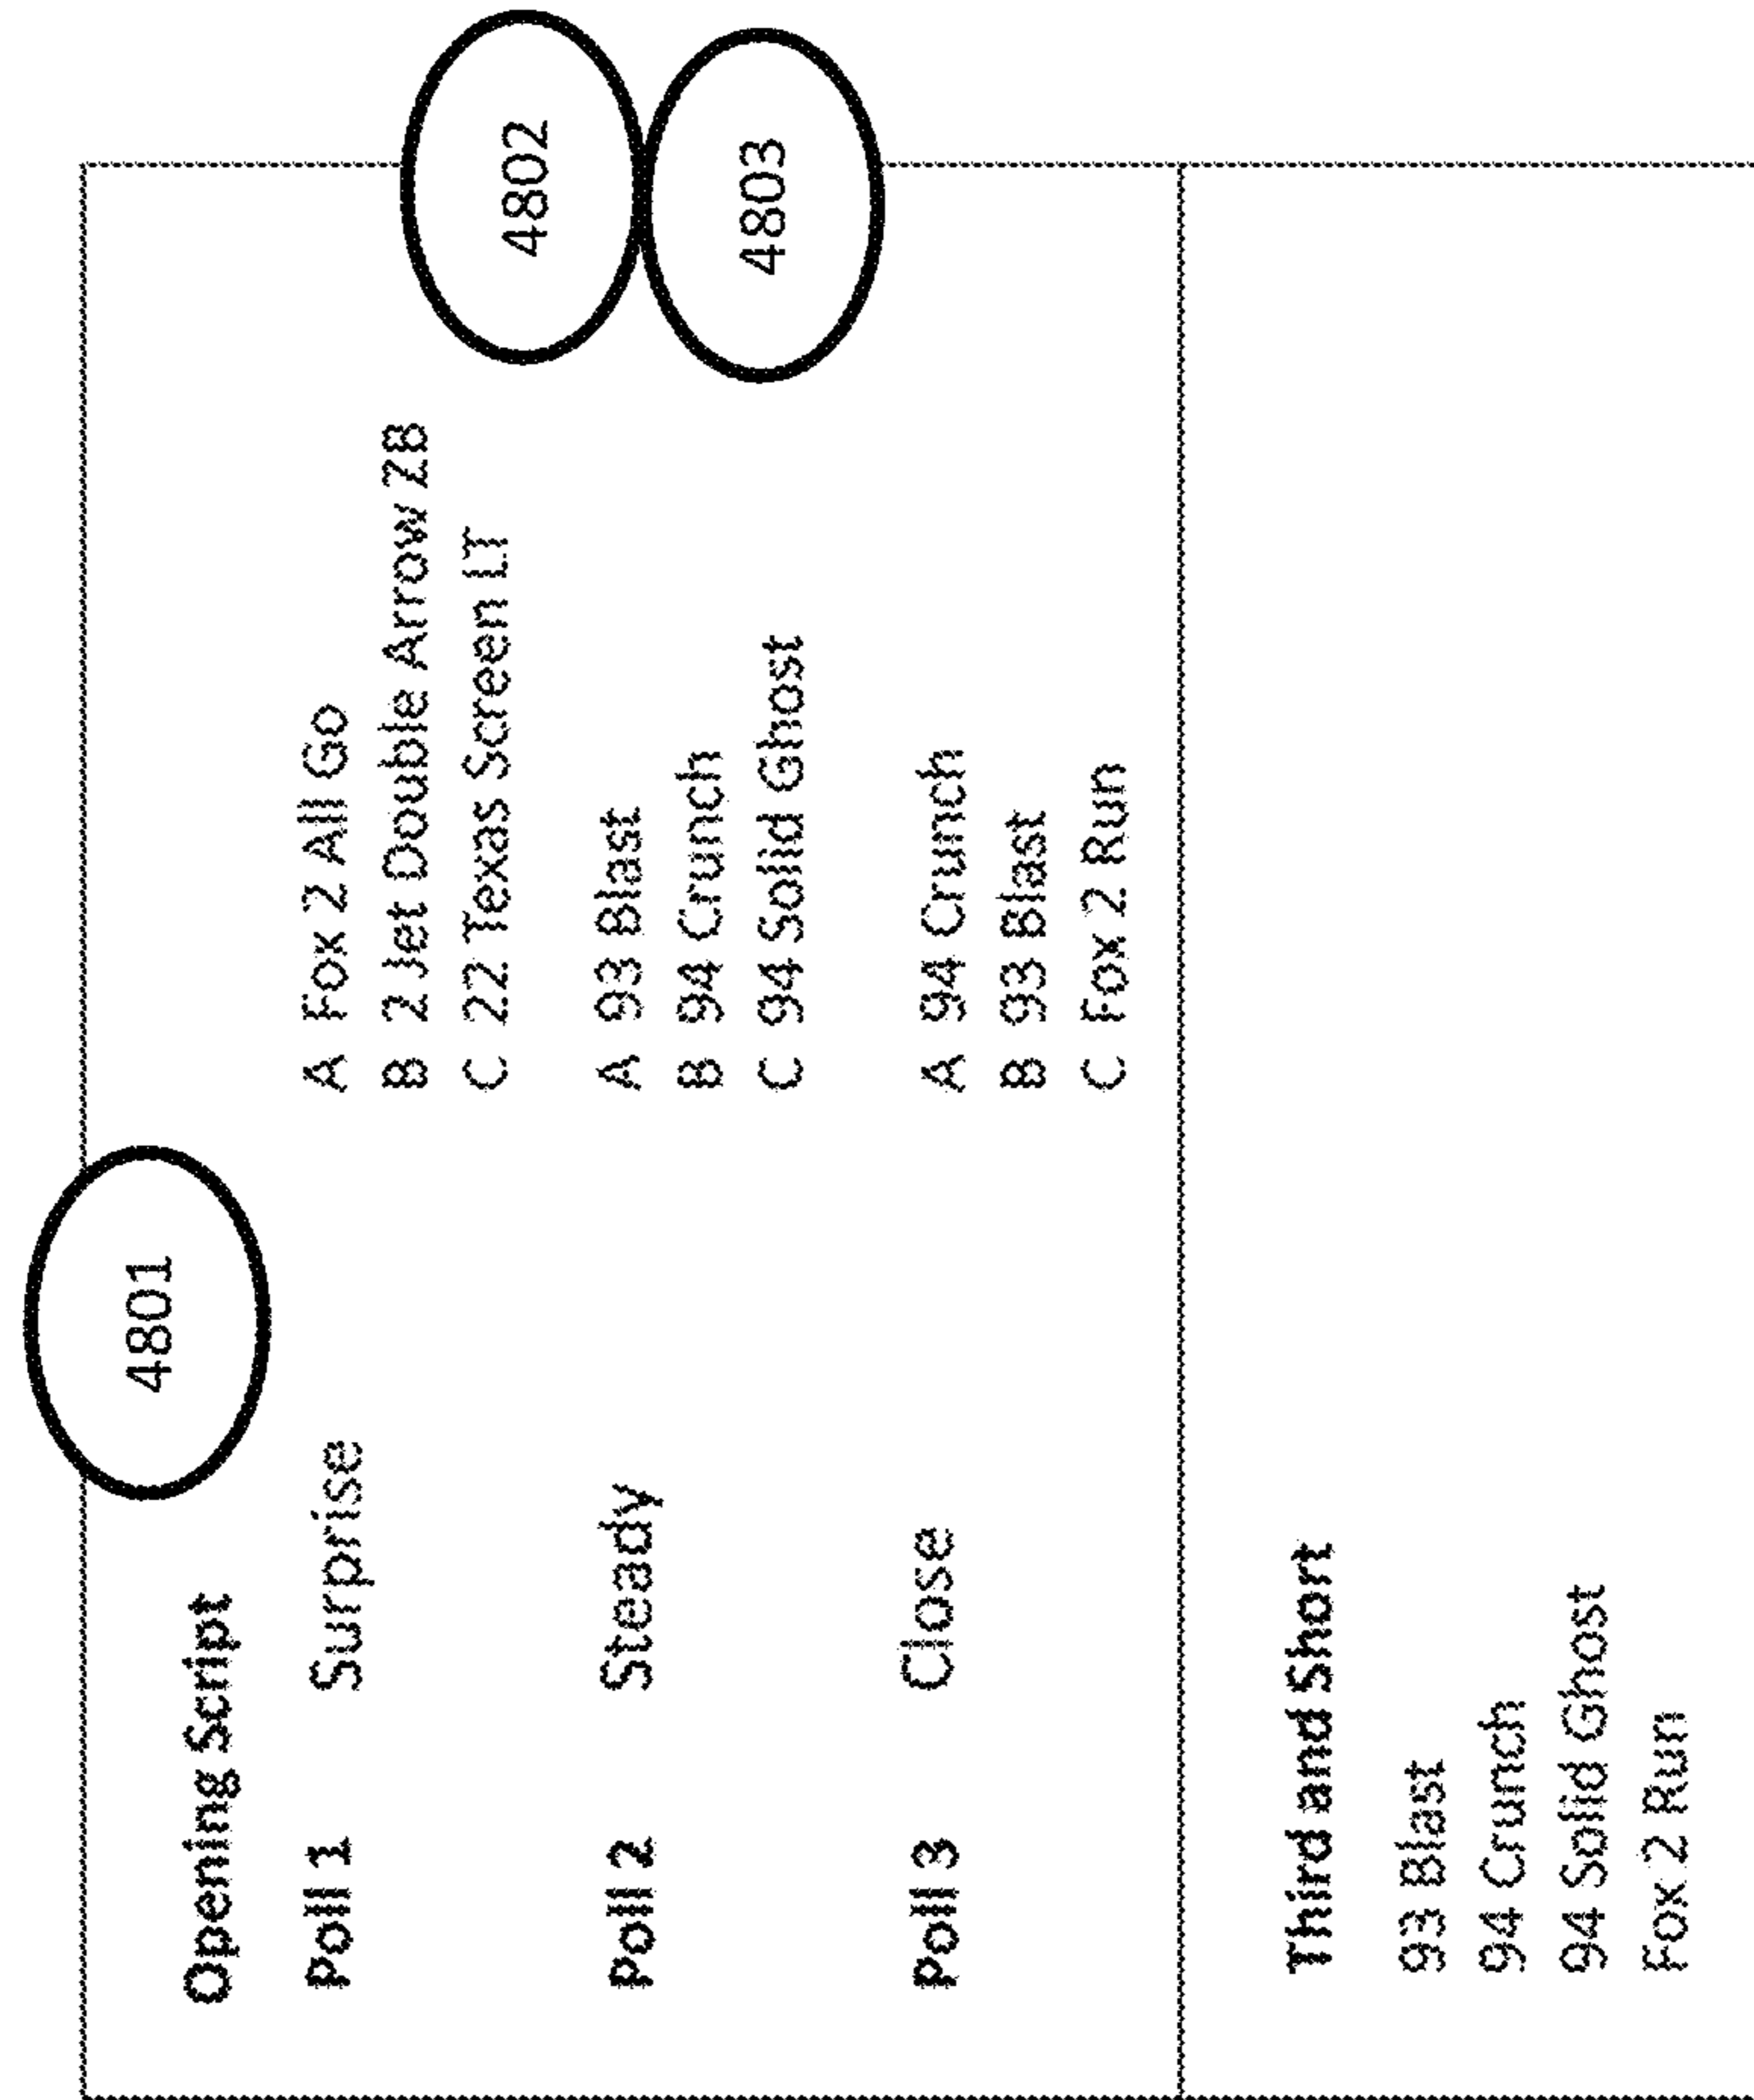 4801
Opening Script
Poll 1 Surprise A Fox 2 All Go
B 2 Jet Double Arrow Z8
C 22 Texas Screen LT
4802
Poll 2 Steady A 93 Blast
B 94 Crunch
C 94 Solid Ghost
4803
Poll 3 Close A 94 Crunch
B 93 Blast
C Fox 2 Run
Third and Short
93 Blast
94 Crunch
94 Solid Ghost
Fox 2 Run